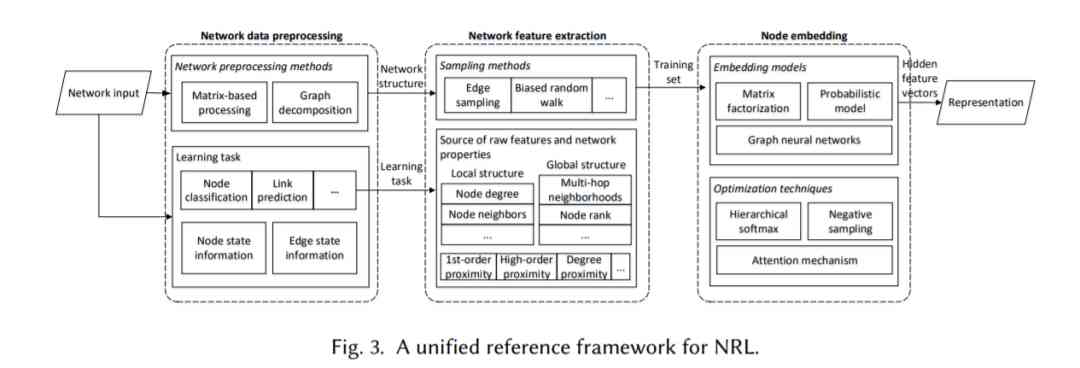 Network data preprocessing
Network feature extraction
Node embedding
Network input
Network preprocessing methods
Matrix-based
processing
Graph
decomposition
Learning task
Node
classification
Link
prediction
...
Node state
information
Edge state
information
Network
structure
Learning
task
Sampling methods
Edge
sampling
Biased random
walk
...
Source of raw features and network
properties
Local structure
Node degree
Node neighbors
...
Global structure
Multi-hop
neighborhoods
Node rank
...
1st-order
proximity
High-order
proximity
Degree
proximity
...
Training
set
Embedding models
Matrix
factorization
Probabilistic
model
Graph neural networks
Optimization techniques
Hierarchical
softmax
Negative
sampling
Attention mechanism
Hidden
feature
vectors
Representation
Fig. 3. A unified reference framework for NRL.